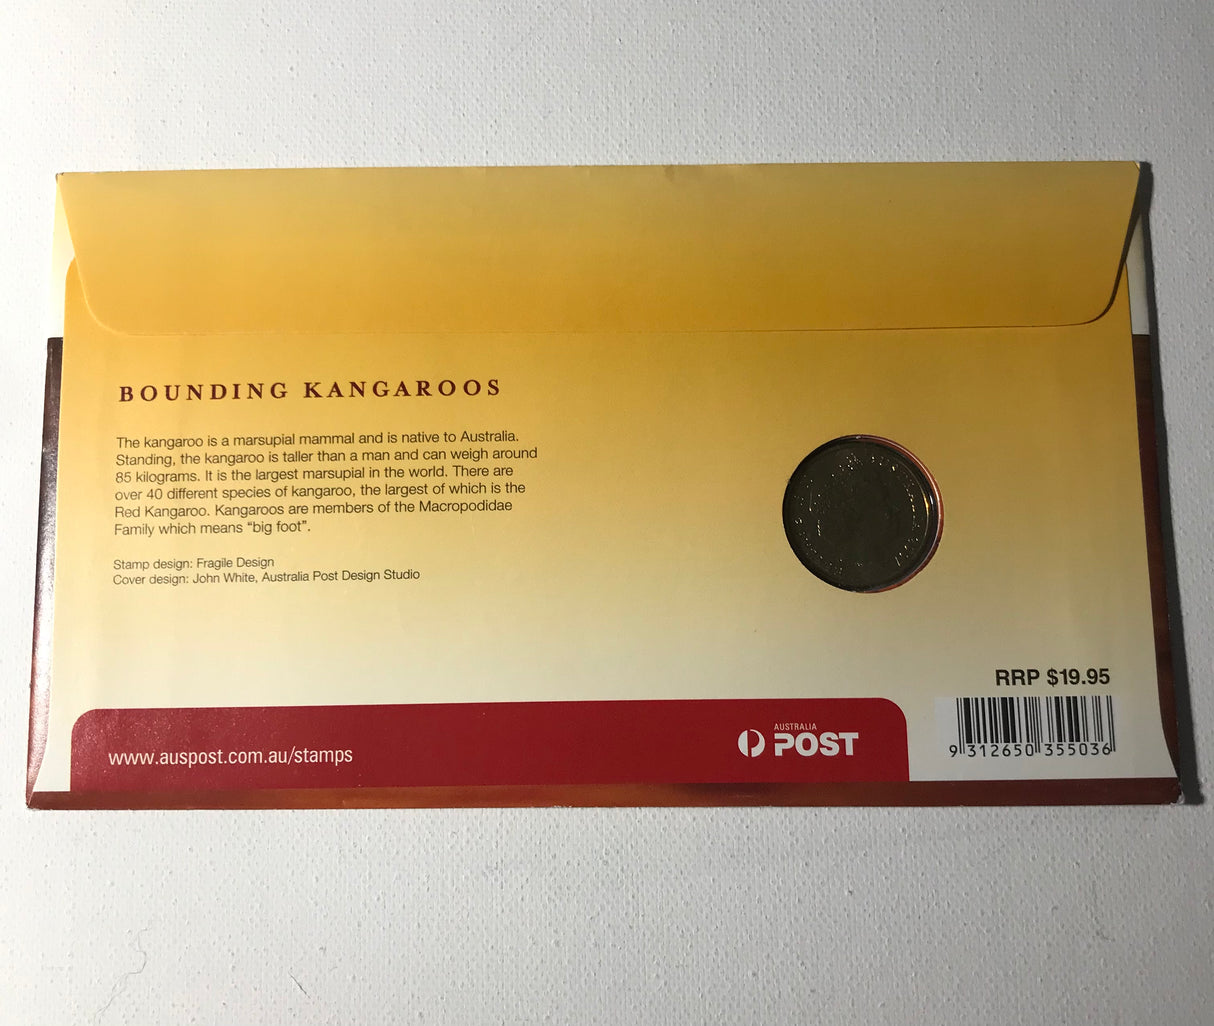 BOUNDING KANGAROOS
The kangaroo is a marsupial mammal and is native to Australia.
Standing, the kangaroo is taller than a man and can weigh around
85 kilograms. It is the largest marsupial in the world. There are
over 40 different species of kangaroo, the largest of which is the
Red Kangaroo. Kangaroos are members of the Macropodidae
Family which means "big foot".
Stamp design: Fragile Design
Cover design: John White, Australia Post Design Studio
RRP $19.95
9 312650 355036
www.auspost.com.au/stamps
AUSTRALIA
POST